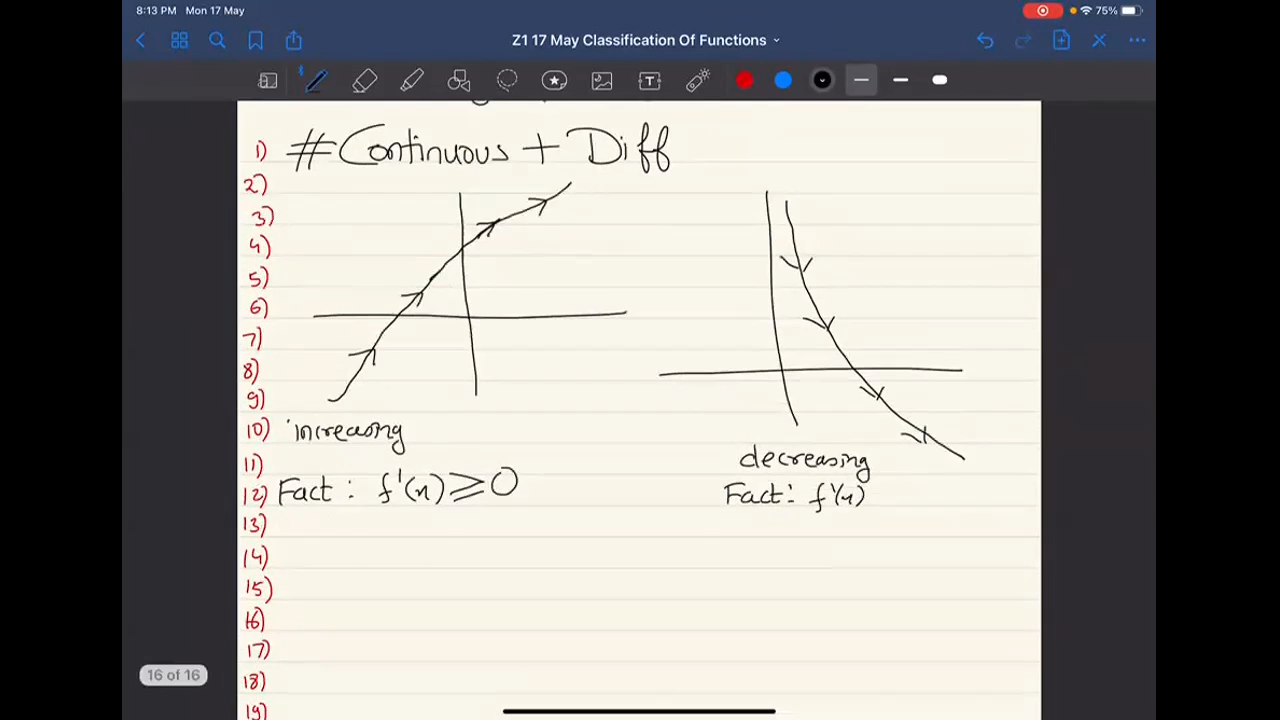 8:13 PM Mon 17 May
75%
Z1 17 May Classification Of Functions
1) # Continuous + Diff
2)
3)
4)
5)
6)
7)
8)
9)
10) increasing
decreasing
11)
12) Fact : f'(x) ≥ 0
Fact : f'(x)
13)
14)
15)
16)
17)
16 of 16
18)
19)